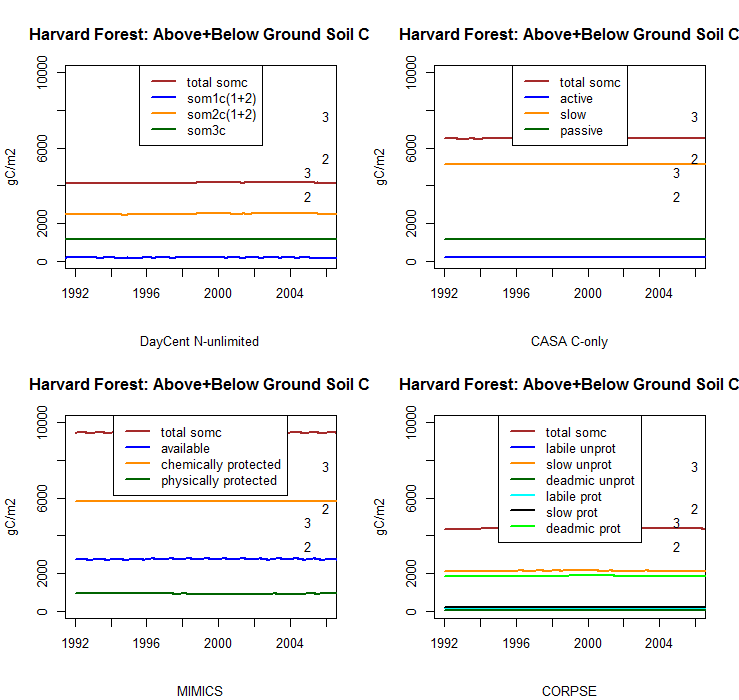 Harvard Forest: Above+Below Ground Soil C
gC/m2
10000
6000
2000
0
total somc
som1c(1+2)
som2c(1+2)
som3c
3
2
3
2
1992 1996 2000 2004
DayCent N-unlimited
Harvard Forest: Above+Below Ground Soil C
gC/m2
10000
6000
2000
0
total somc
active
slow
passive
3
2
3
2
1992 1996 2000 2004
CASA C-only
Harvard Forest: Above+Below Ground Soil C
gC/m2
10000
6000
2000
0
total somc
available
chemically protected
physically protected
3
2
3
2
1992 1996 2000 2004
MIMICS
Harvard Forest: Above+Below Ground Soil C
gC/m2
10000
6000
2000
0
total somc
labile unprot
slow unprot
deadmic unprot
labile prot
slow prot
deadmic prot
3
2
3
2
1992 1996 2000 2004
CORPSE